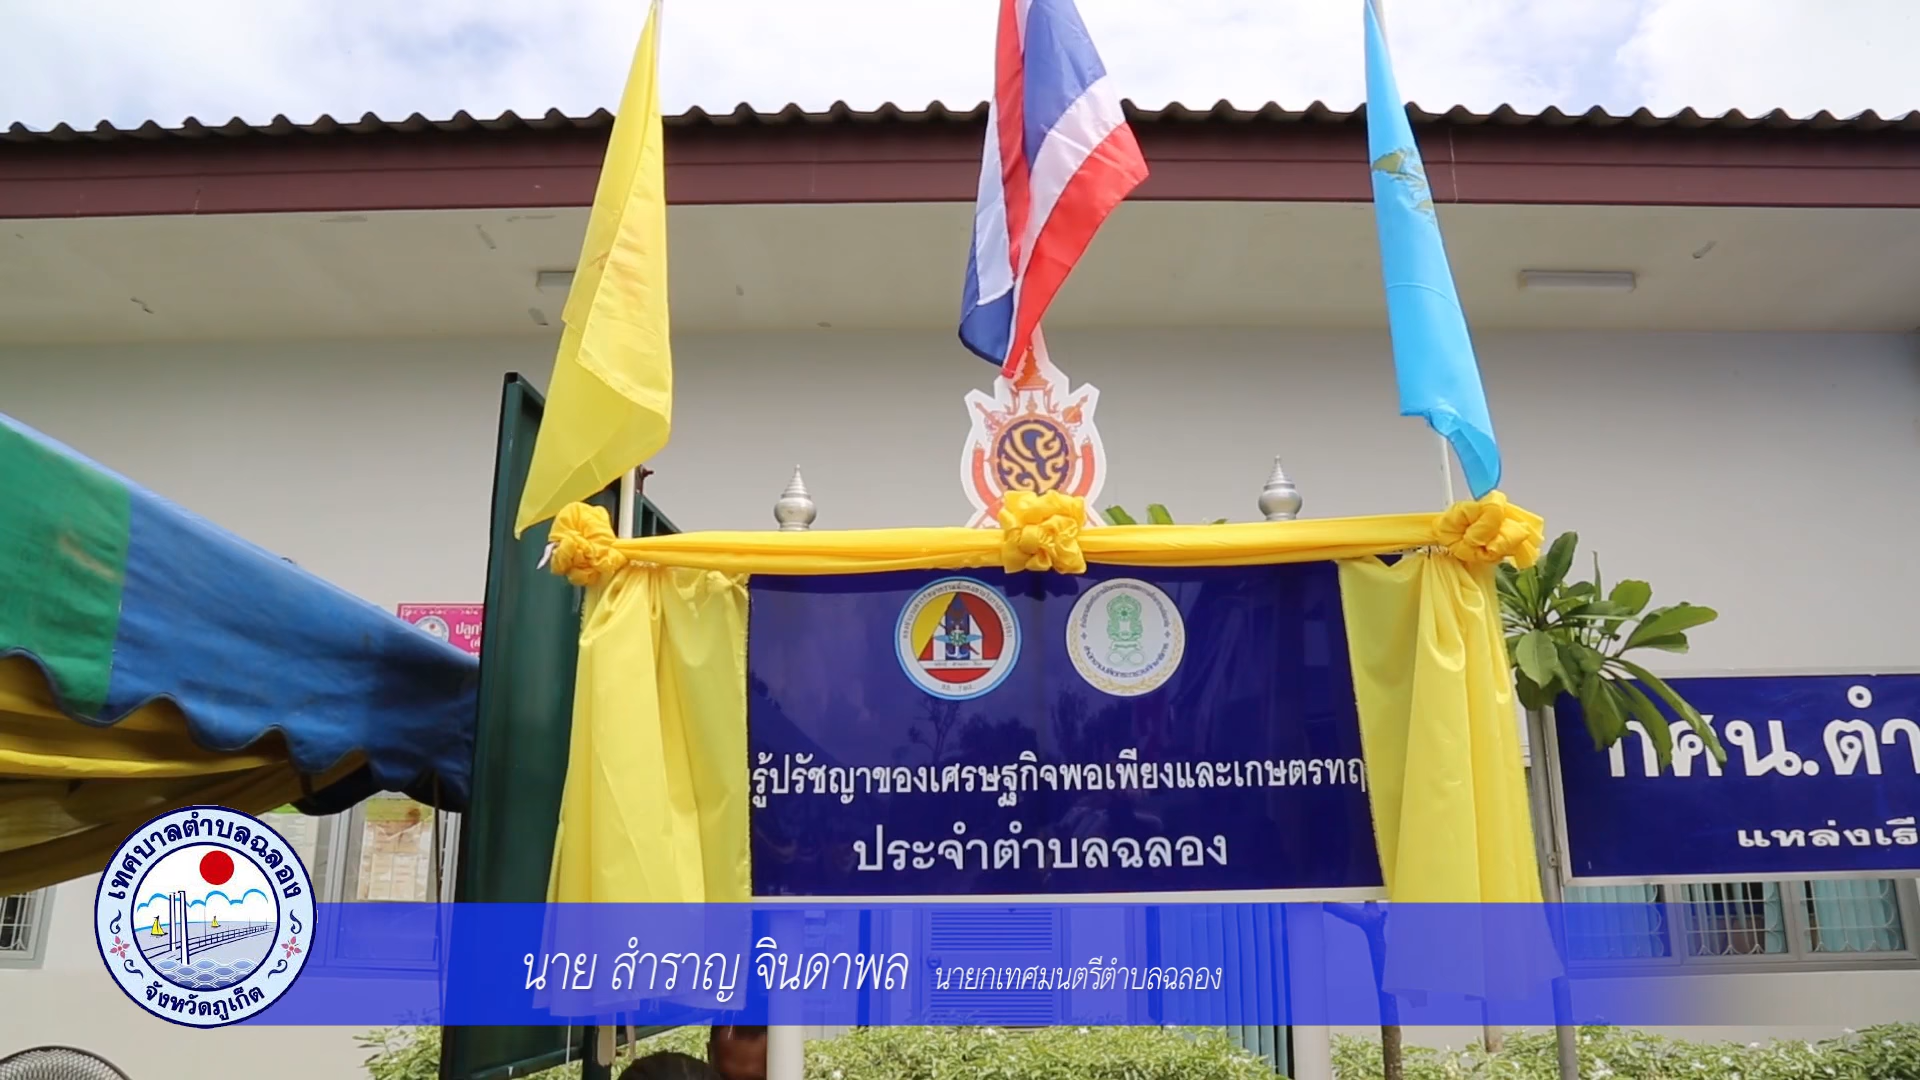 รู้ปรัชญาของเศรษฐกิจพอเพียงและเกษตรทฤ
ประจำตำบลฉลอง
กศน.ตำ
แหล่งเรี
ปลูก
เทศบาลตำบลฉลอง
จังหวัดภูเก็ต
นาย สำราญ จินดาพล นายกเทศมนตรีตำบลฉลอง